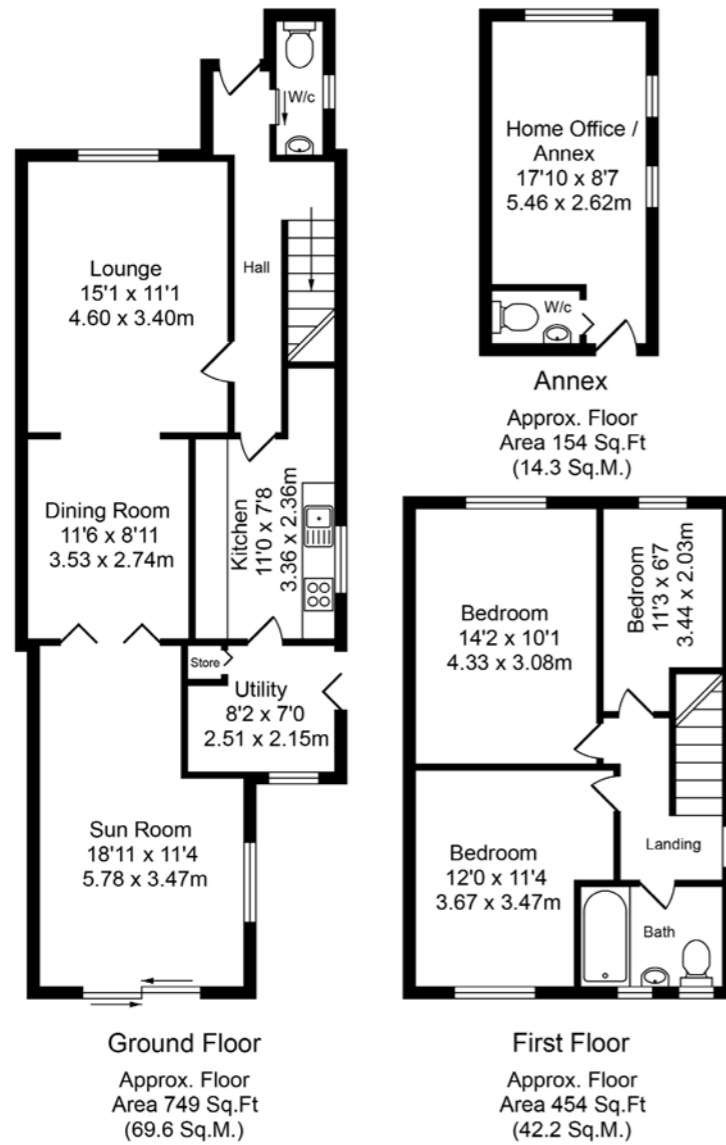 W/c
Lounge
15'1 x 11'1
4.60 x 3.40m
Hall
Dining Room
11'6 x 8'11
3.53 x 2.74m
Kitchen
11'0 x 7'8
3.36 x 2.36m
Store
Utility
8'2 x 7'0
2.51 x 2.15m
Sun Room
18'11 x 11'4
5.78 x 3.47m
Ground Floor
Approx. Floor
Area 749 Sq.Ft
(69.6 Sq.M.)
Home Office /
Annex
17'10 x 8'7
5.46 x 2.62m
W/c
Annex
Approx. Floor
Area 154 Sq.Ft
(14.3 Sq.M.)
Bedroom
14'2 x 10'1
4.33 x 3.08m
Bedroom
11'3 x 6'7
3.44 x 2.03m
Landing
Bedroom
12'0 x 11'4
3.67 x 3.47m
Bath
First Floor
Approx. Floor
Area 454 Sq.Ft
(42.2 Sq.M.)